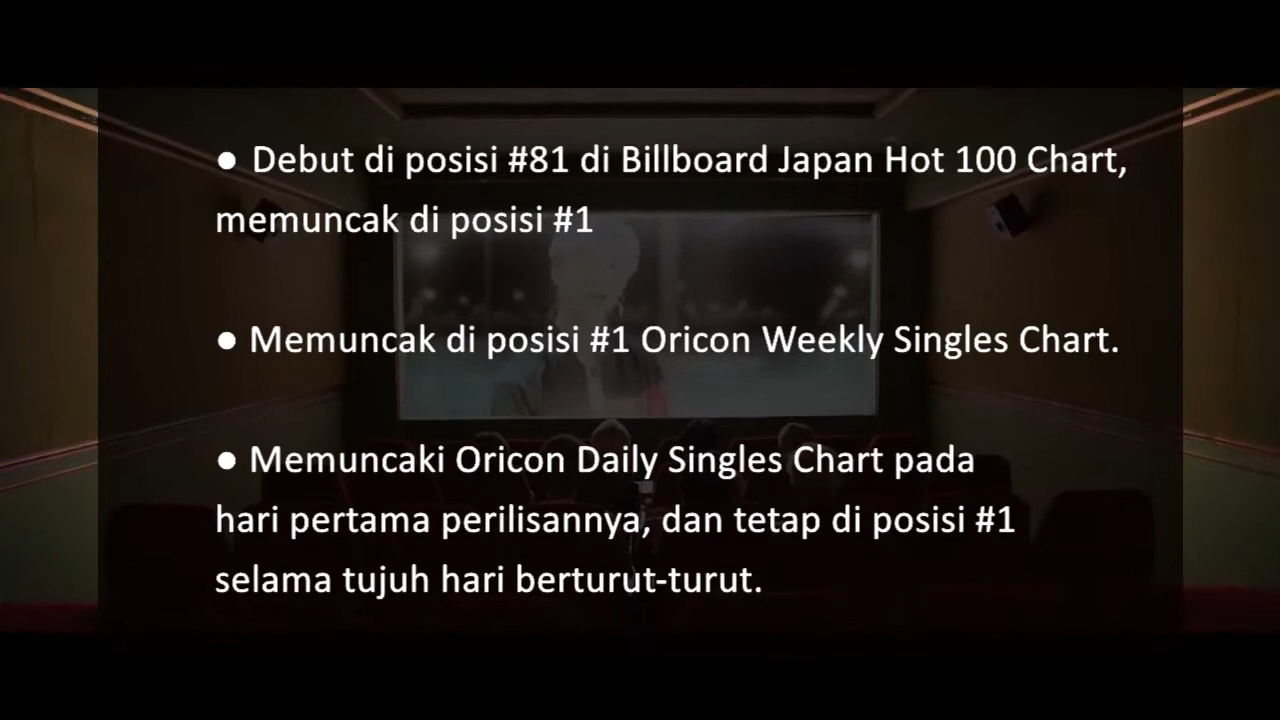 ● Debut di posisi #81 di Billboard Japan Hot 100 Chart,
memuncak di posisi #1
● Memuncak di posisi #1 Oricon Weekly Singles Chart.
● Memuncaki Oricon Daily Singles Chart pada
hari pertama perilisannya, dan tetap di posisi #1
selama tujuh hari berturut-turut.